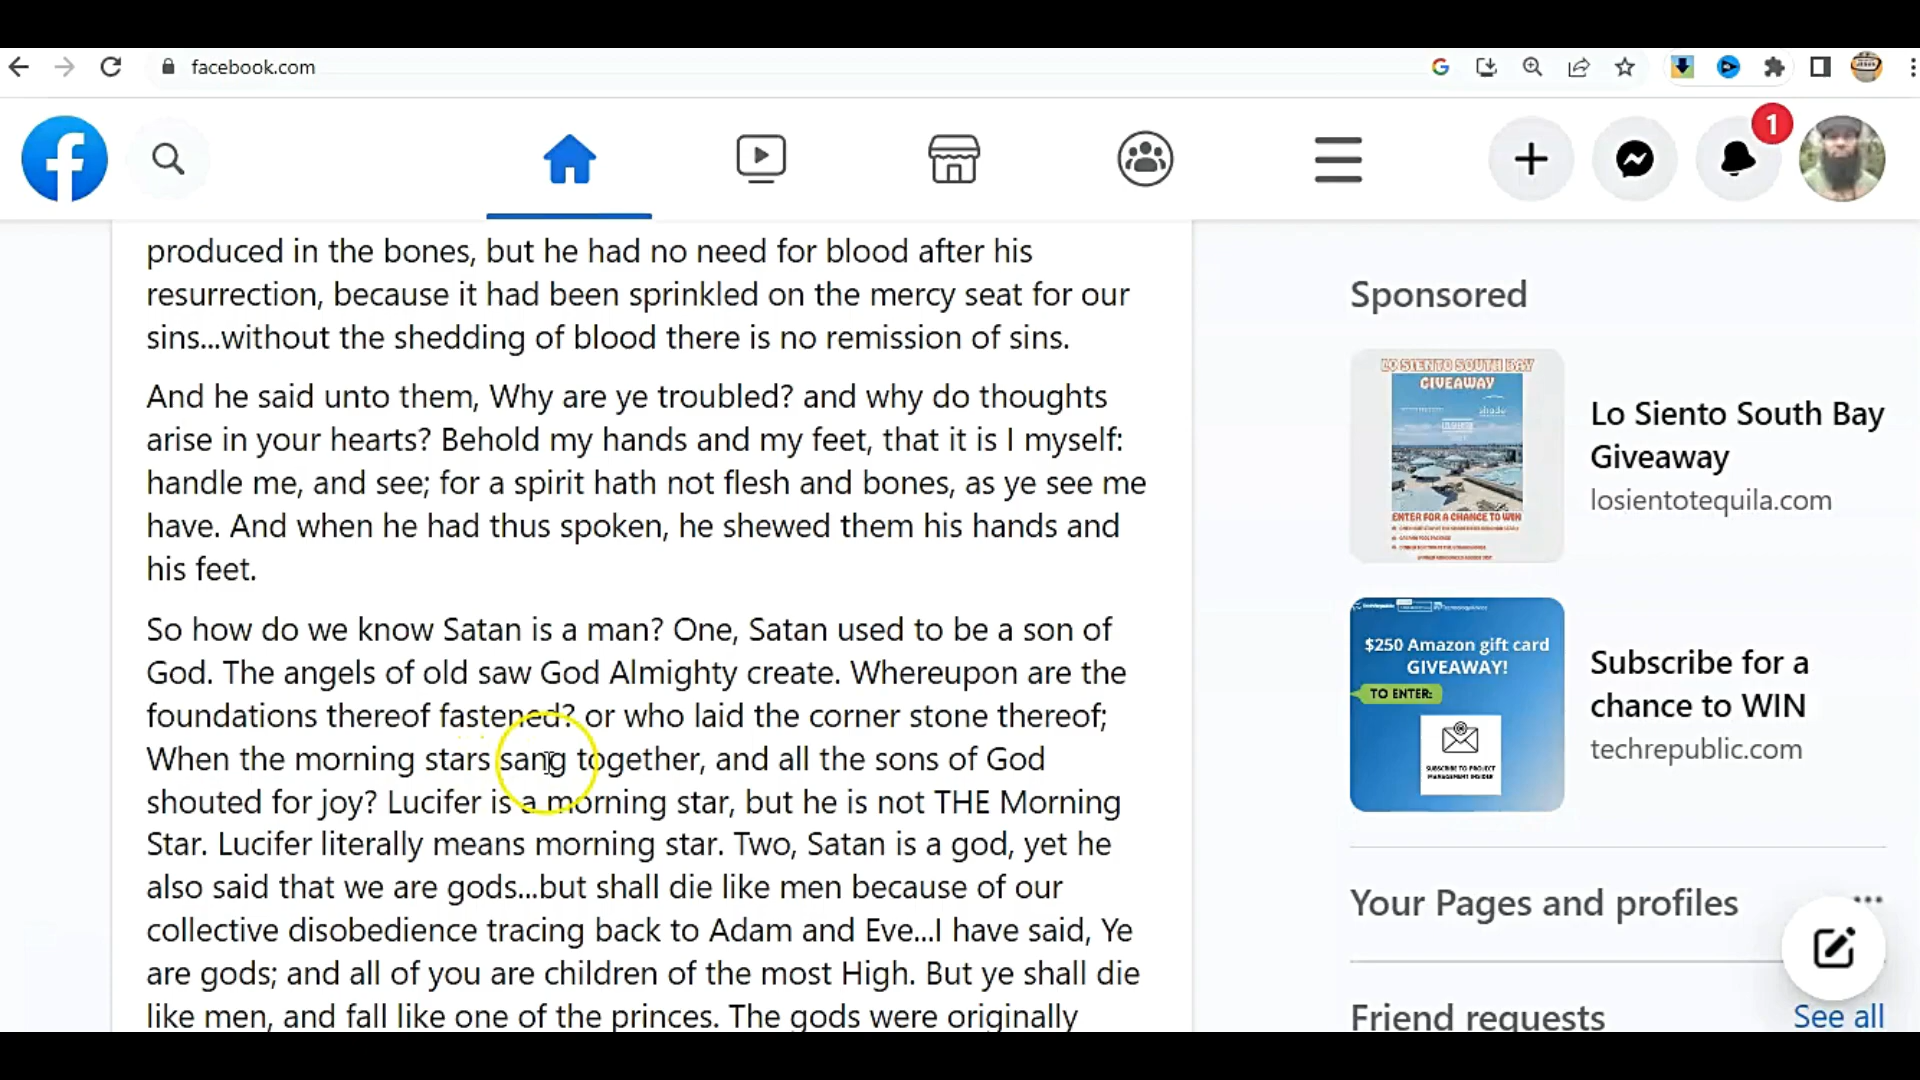 facebook.com
1
produced in the bones, but he had no need for blood after his
resurrection, because it had been sprinkled on the mercy seat for our
sins...without the shedding of blood there is no remission of sins.
And he said unto them, Why are ye troubled? and why do thoughts
arise in your hearts? Behold my hands and my feet, that it is I myself:
handle me, and see; for a spirit hath not flesh and bones, as ye see me
have. And when he had thus spoken, he shewed them his hands and
his feet.
So how do we know Satan is a man? One, Satan used to be a son of
God. The angels of old saw God Almighty create. Whereupon are the
foundations thereof fastened? or who laid the corner stone thereof;
When the morning stars sang together, and all the sons of God
shouted for joy? Lucifer is a morning star, but he is not THE Morning
Star. Lucifer literally means morning star. Two, Satan is a god, yet he
also said that we are gods...but shall die like men because of our
collective disobedience tracing back to Adam and Eve...I have said, Ye
are gods; and all of you are children of the most High. But ye shall die
like men, and fall like one of the princes. The gods were originally
Sponsored
LO SIENTO SOUTH BAY
GIVEAWAY
shade
ENTER FOR A CHANCE TO WIN
Lo Siento South Bay
Giveaway
losientotequila.com
$250 Amazon gift card
GIVEAWAY!
TO ENTER:
SUBSCRIBE TO PROJECT
MANAGEMENT INSIDER
Subscribe for a
chance to WIN
techrepublic.com
Your Pages and profiles
Friend requests
See all